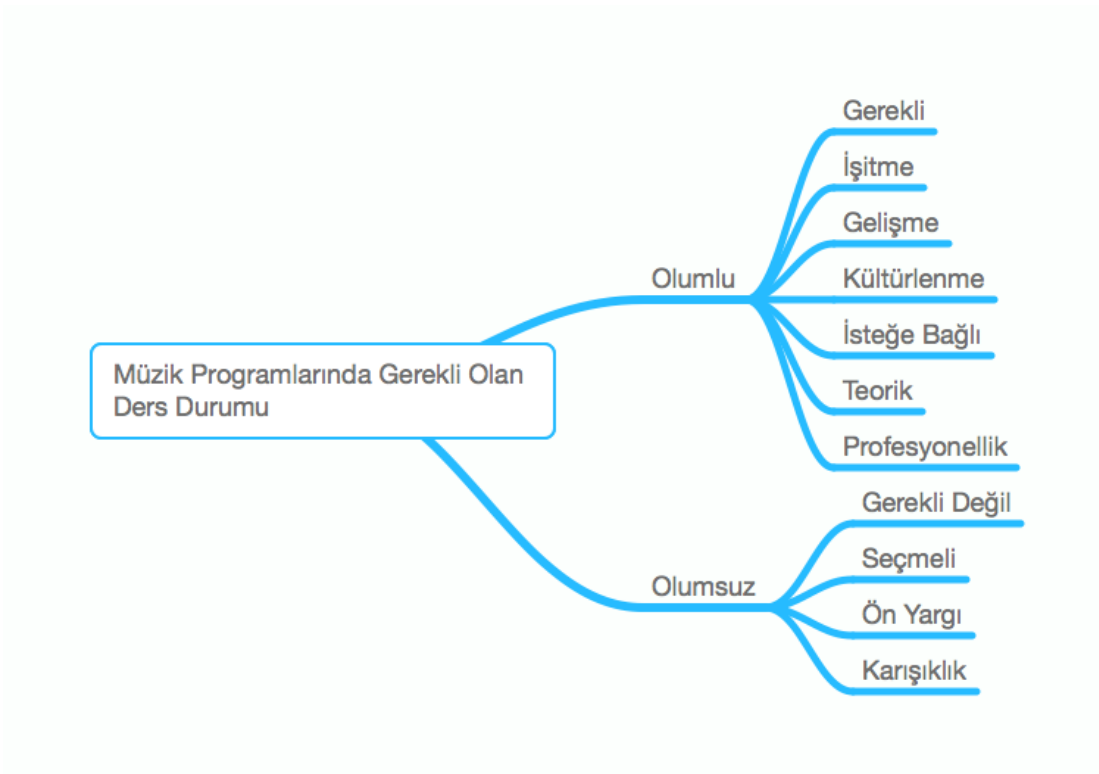 Gerekli
İşitme
Gelişme
Olumlu
Kültürlenme
İsteğe Bağlı
Müzik Programlarında Gerekli Olan
Ders Durumu
Teorik
Profesyonellik
Gerekli Değil
Seçmeli
Olumsuz
Ön Yargı
Karışıklık